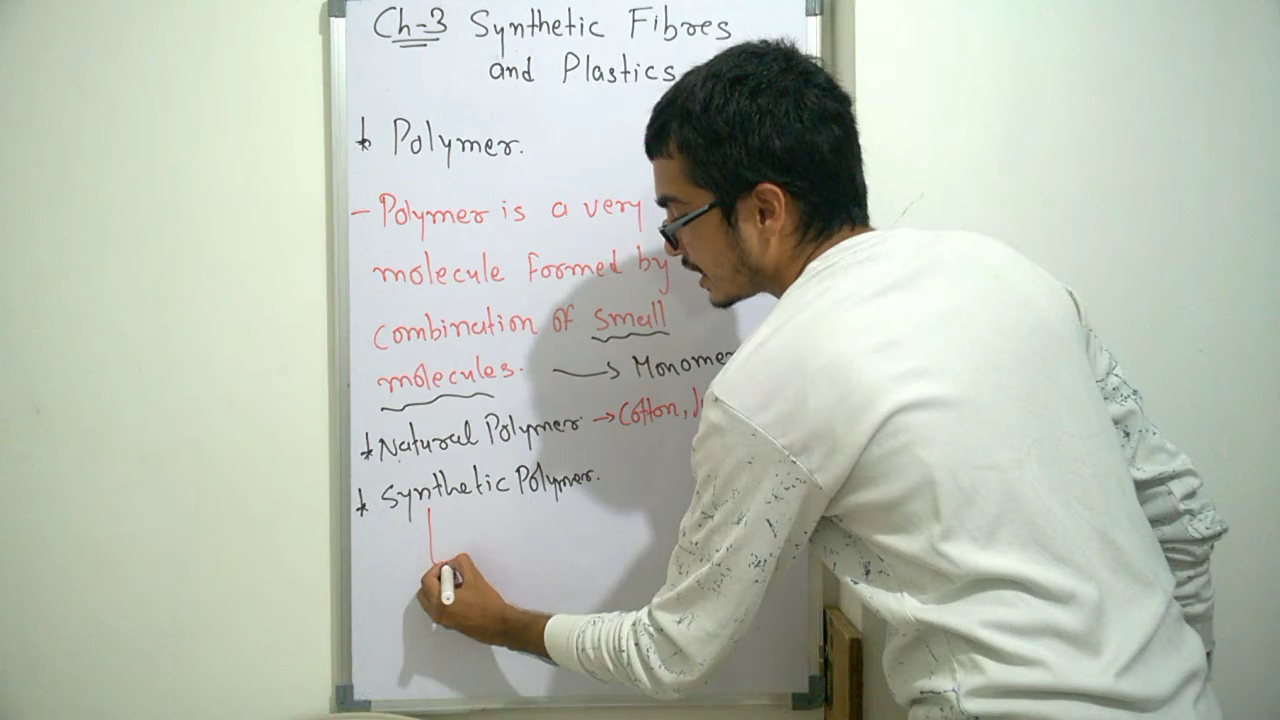 Ch-3 Synthetic Fibres
and Plastics
* Polymer.
- Polymer is a very
molecule formed by
combination of small
molecules. → Monomer
* Natural Polymer → Cotton,
* Synthetic Polymer.